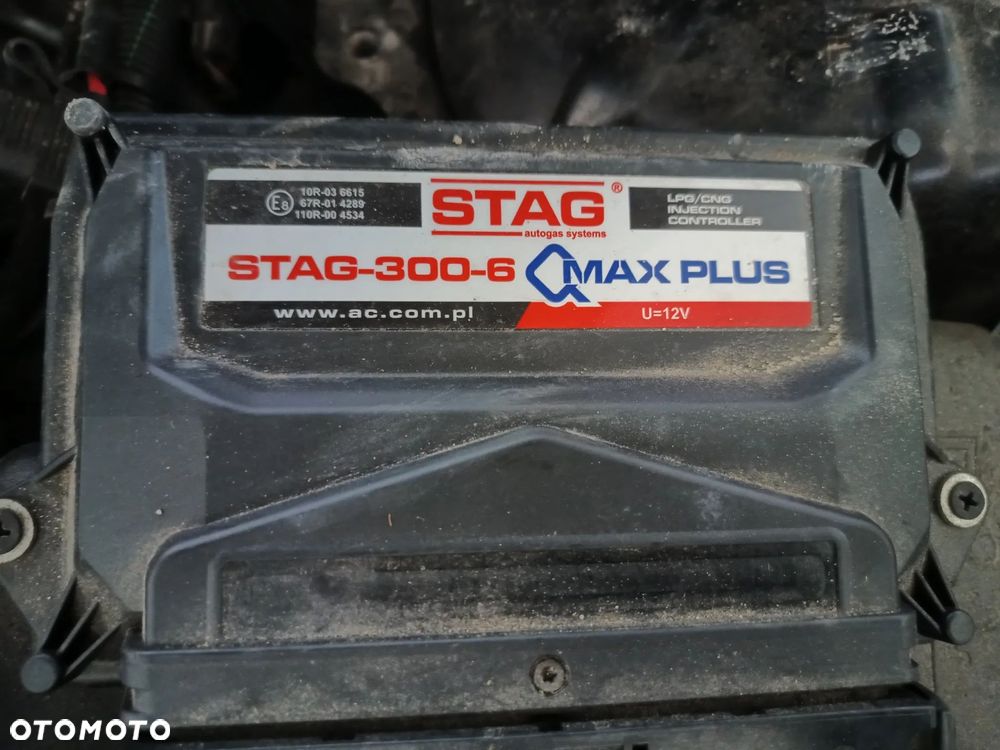 E8
10R-03 6615
67R-01 4289
110R-00 4534
STAG®
autogas systems
LPG/CNG
INJECTION
CONTROLLER
STAG-300-6 QMAX PLUS
www.ac.com.pl
U=12V
OTOMOTO